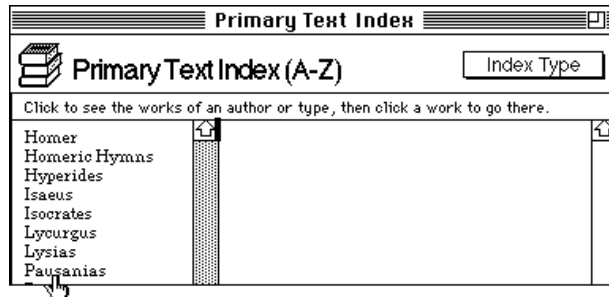 Primary Text Index
Primary Text Index (A-Z)
Index Type
Click to see the works of an author or type, then click a work to go there.
Homer
Homeric Hymns
Hyperides
Isaeus
Isocrates
Lycurgus
Lysias
Pausanias